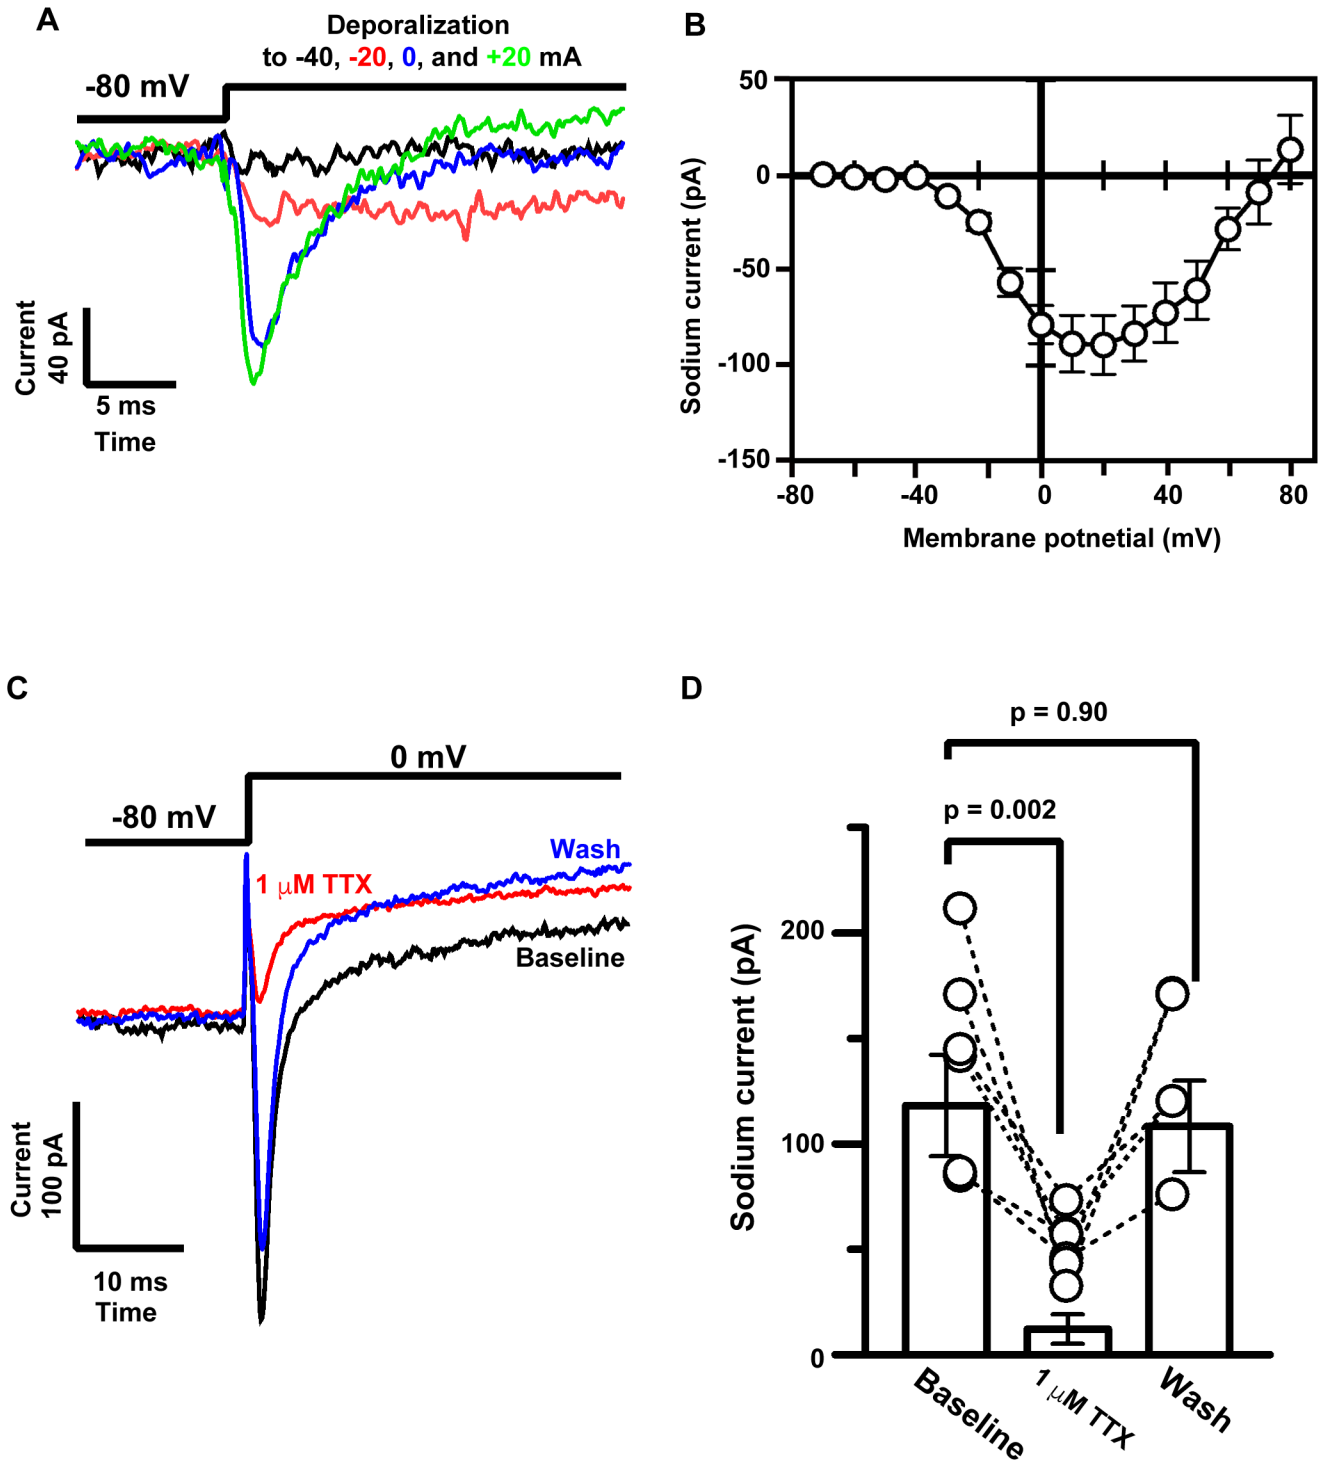 A
Deporalization
to -40, -20, 0, and +20 mA
-80 mV
Current
40 pA
5 ms
Time
B
50
0
-50
-100
-150
Sodium current (pA)
-80
-40
0
40
80
Membrane potnetial (mV)
C
0 mV
-80 mV
Wash
1 μM TTX
Baseline
Current
100 pA
10 ms
Time
D
p = 0.90
p = 0.002
200
100
0
Sodium current (pA)
Baseline
1 μM TTX
Wash